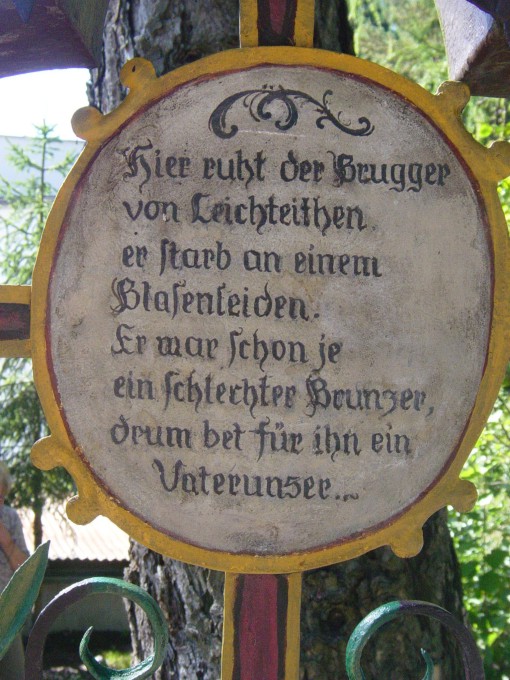 Hier ruht der Brugger
von Leichteithen.
er starb an einem
Blasenleiden.
Er war schon je
ein schlechter Brunzer,
drum bet für ihn ein
Vaterunser...